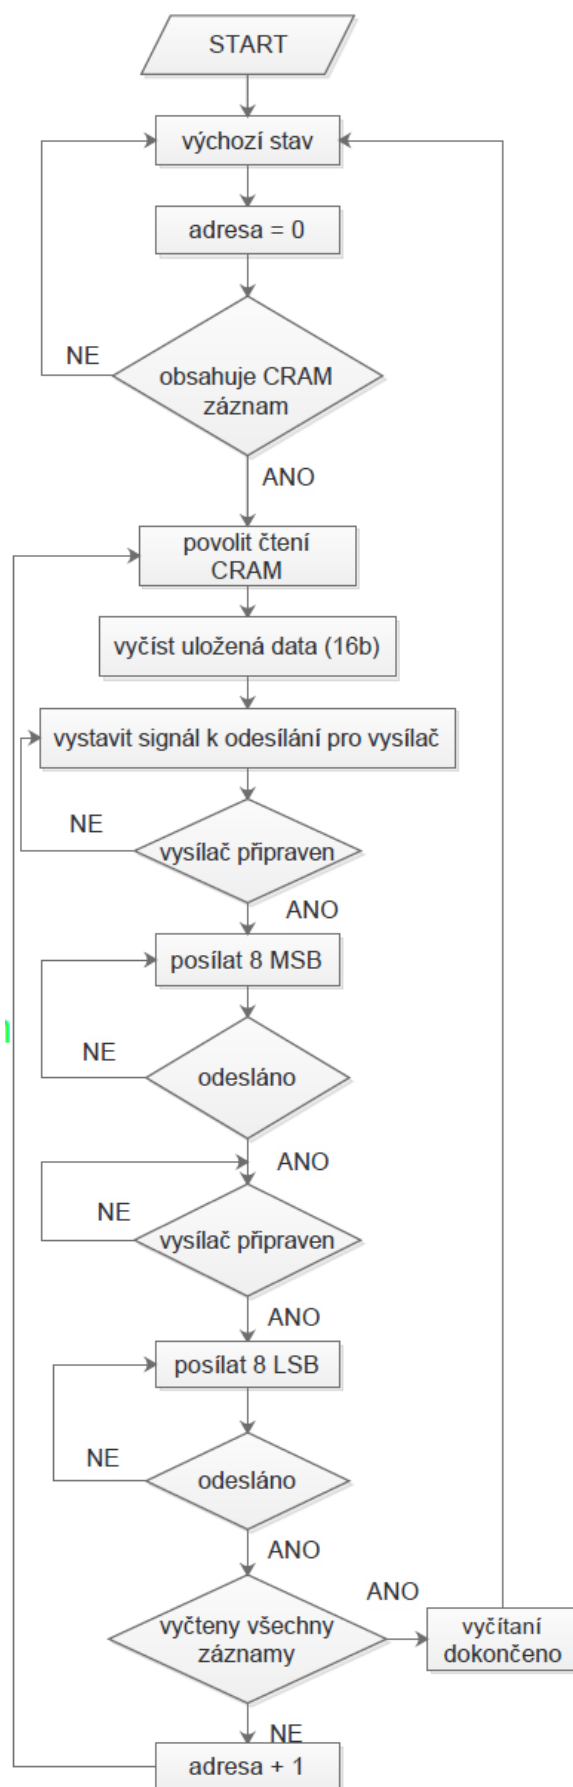 START
výchozí stav
adresa = 0
NE
obsahuje CRAM
záznam
ANO
povolit čtení
CRAM
vyčíst uložená data (16b)
vystavit signál k odesílání pro vysílač
NE
vysílač připraven
ANO
posílat 8 MSB
NE
odesláno
ANO
NE
vysílač připraven
ANO
posílat 8 LSB
NE
odesláno
ANO
ANO
vyčteny všechny
záznamy
vyčítaní
dokončeno
NE
adresa + 1